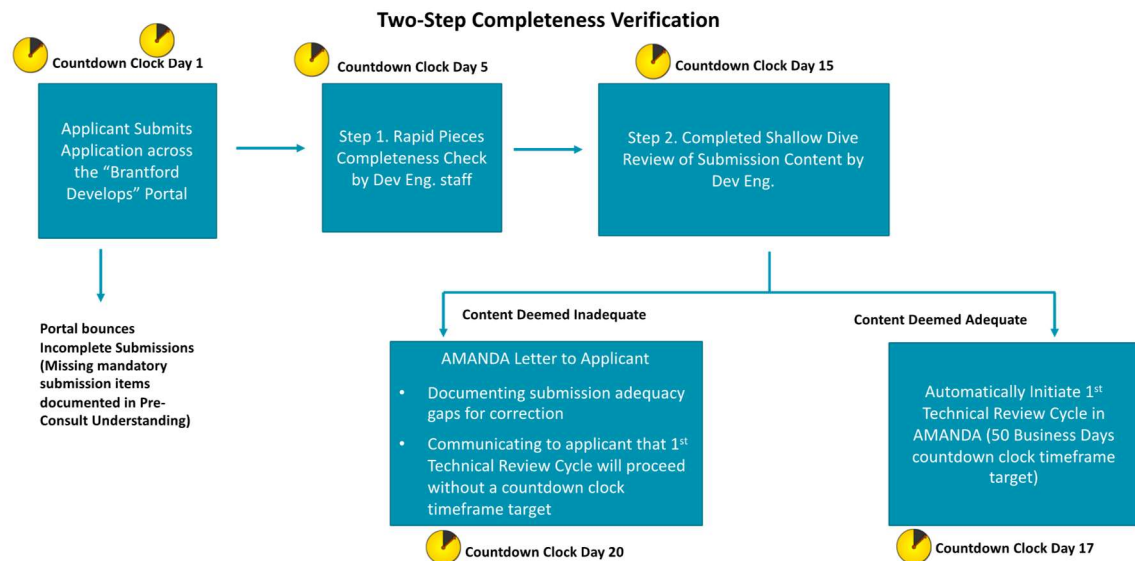 Two-Step Completeness Verification
Countdown Clock Day 1
Countdown Clock Day 5
Countdown Clock Day 15
Applicant Submits
Application across
the “Brantford
Develops” Portal
Step 1. Rapid Pieces
Completeness Check
by Dev Eng. staff
Step 2. Completed Shallow Dive
Review of Submission Content by
Dev Eng.
Portal bounces
Incomplete Submissions
(Missing mandatory
submission items
documented in Pre-
Consult Understanding)
Content Deemed Inadequate
AMANDA Letter to Applicant
• Documenting submission adequacy
gaps for correction
• Communicating to applicant that 1st
Technical Review Cycle will proceed
without a countdown clock
timeframe target
Countdown Clock Day 20
Content Deemed Adequate
Automatically Initiate 1st
Technical Review Cycle in
AMANDA (50 Business Days
countdown clock timeframe
target)
Countdown Clock Day 17